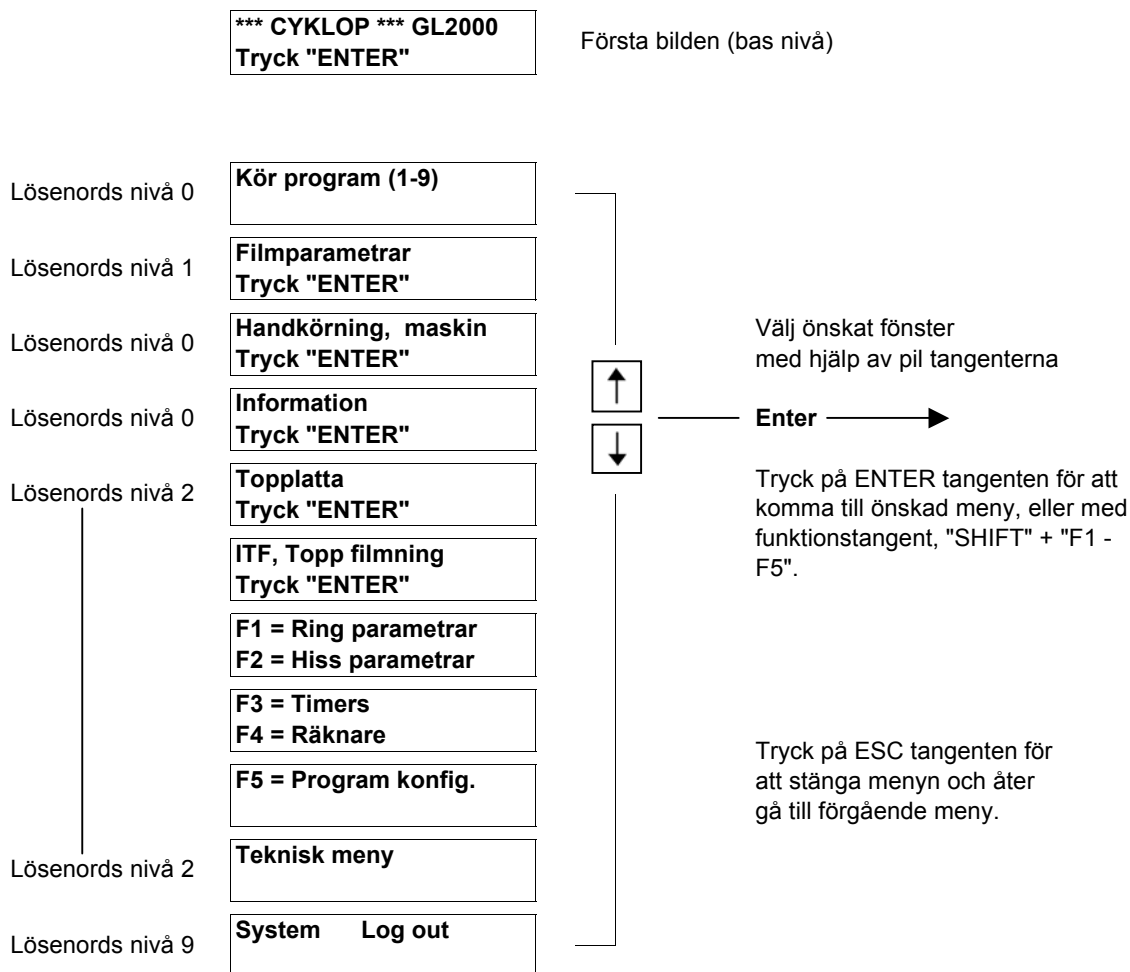 *** CYKLOP *** GL2000
Tryck "ENTER"
Första bilden (bas nivå)
Lösenords nivå 0
Kör program (1-9)
Lösenords nivå 1
Filmparametrar
Tryck "ENTER"
Lösenords nivå 0
Handkörning, maskin
Tryck "ENTER"
Lösenords nivå 0
Information
Tryck "ENTER"
Lösenords nivå 2
Topplatta
Tryck "ENTER"
ITF, Topp filmning
Tryck "ENTER"
F1 = Ring parametrar
F2 = Hiss parametrar
F3 = Timers
F4 = Räknare
F5 = Program konfig.
Lösenords nivå 2
Teknisk meny
Lösenords nivå 9
System Log out
Välj önskat fönster
med hjälp av pil tangenterna
Enter
Tryck på ENTER tangenten för att
komma till önskad meny, eller med
funktionstangent, "SHIFT" + "F1 -
F5".
Tryck på ESC tangenten för
att stänga menyn och åter
gå till förgående meny.